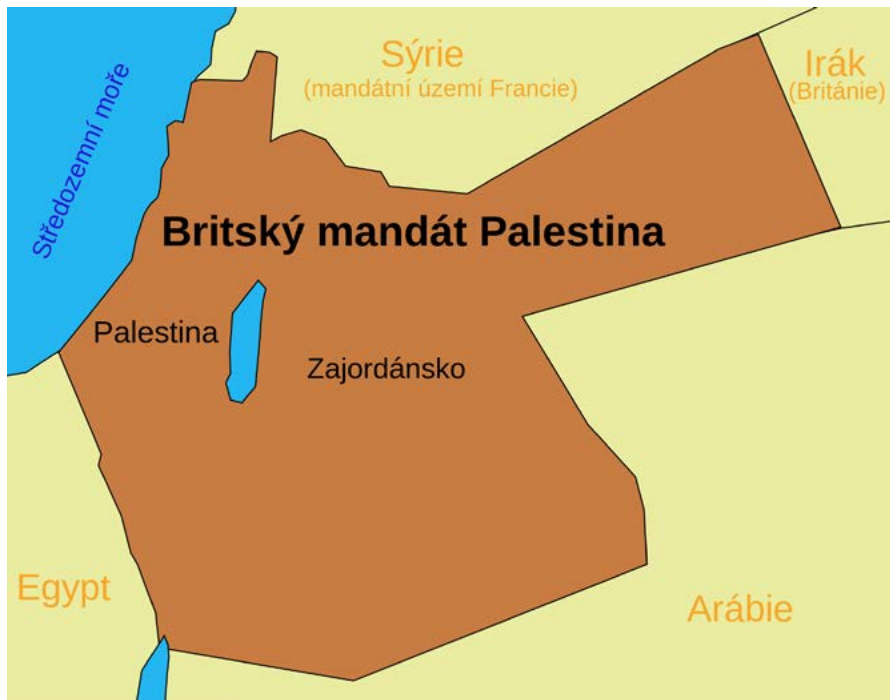 Sýrie
(mandátní území Francie)
Irák
(Británie)
Středozemní moře
Britský mandát Palestina
Palestina
Zajordánsko
Egypt
Arábie